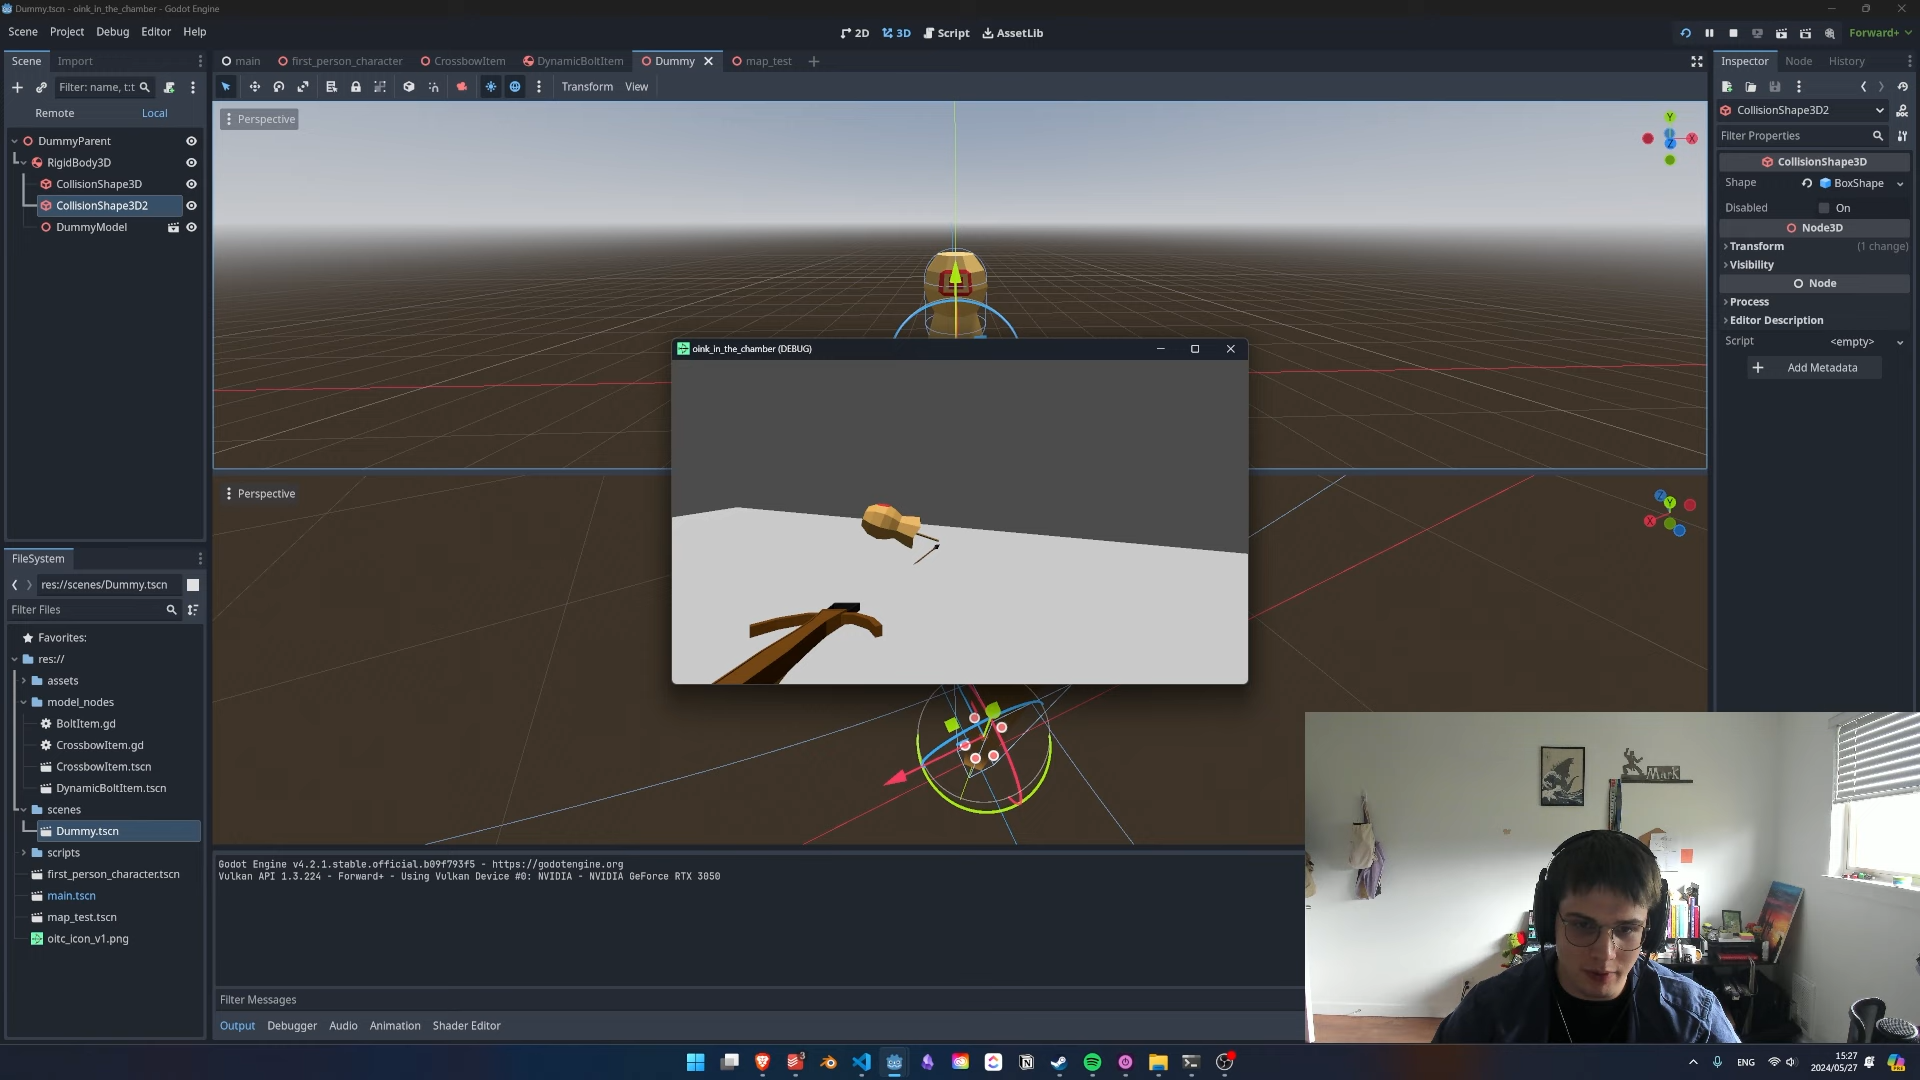 Dummy.tscn - oink_in_the_chamber - Godot Engine
Scene Project Debug Editor Help
2D 3D Script AssetLib
Forward+
Scene Import
main first_person_character CrossbowItem DynamicBoltItem Dummy map_test
Inspector Node History
Filter: name, t:t
Transform View
Remote Local
CollisionShape3D2
Filter Properties
DummyParent
RigidBody3D
CollisionShape3D
CollisionShape3D2
DummyModel
Perspective
Y
X
Z
CollisionShape3D
Shape BoxShape
Disabled On
Node3D
Transform (1 change)
Visibility
Node
Process
Editor Description
Script <empty>
Add Metadata
oink_in_the_chamber (DEBUG)
Perspective
Z
Y
X
FileSystem
res://scenes/Dummy.tscn
Filter Files
Favorites:
res://
assets
model_nodes
BoltItem.gd
CrossbowItem.gd
CrossbowItem.tscn
DynamicBoltItem.tscn
scenes
Dummy.tscn
scripts
first_person_character.tscn
main.tscn
map_test.tscn
oitc_icon_v1.png
Godot Engine v4.2.1.stable.official.b09f793f5 - https://godotengine.org
Vulkan API 1.3.224 - Forward+ - Using Vulkan Device #0: NVIDIA - NVIDIA GeForce RTX 3050
Filter Messages
Output Debugger Audio Animation Shader Editor
Mark
3
ENG
15:27
2024/05/27